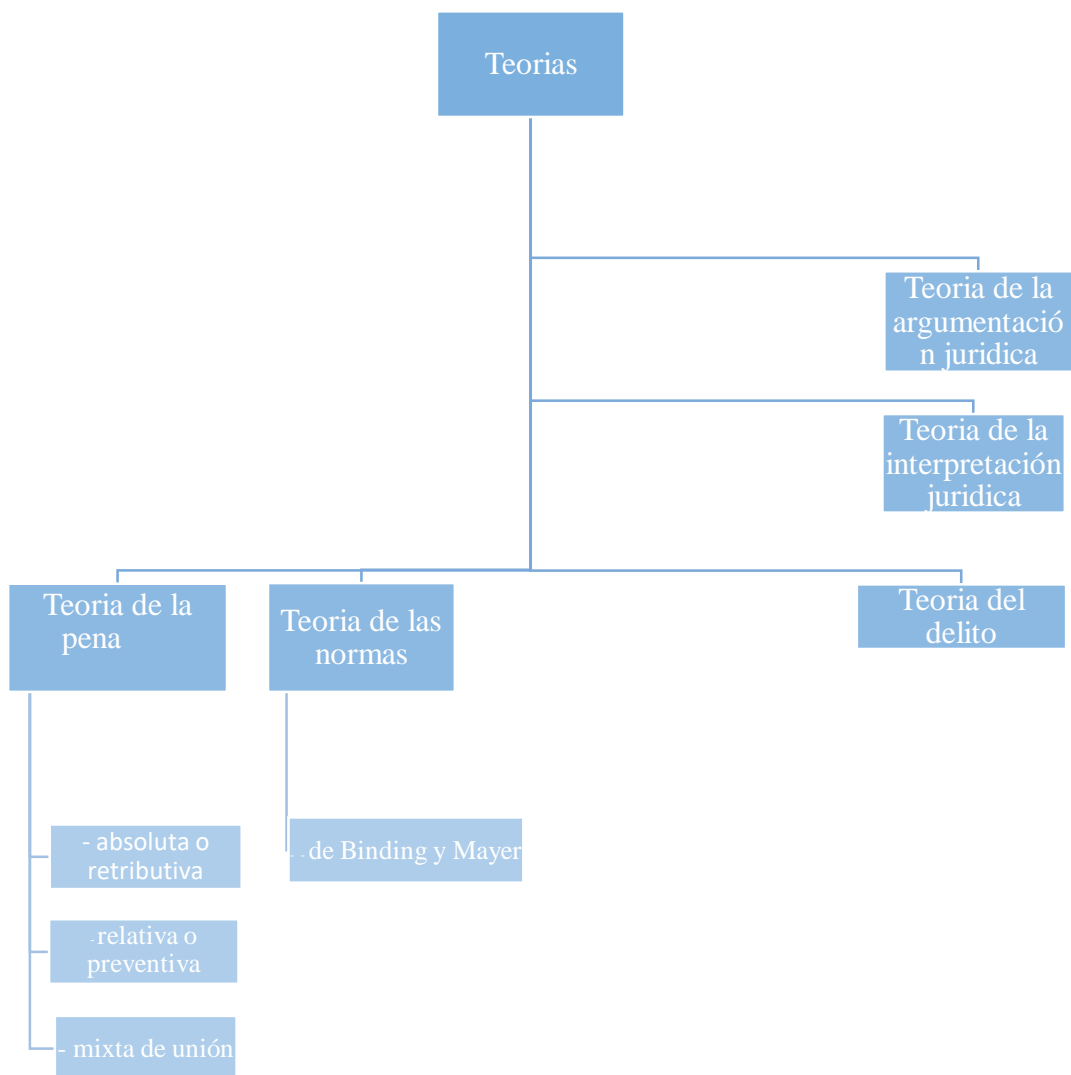 Teorias
Teoria de la
argumentació
n juridica
Teoria de la
interpretación
juridica
Teoria de la
pena
Teoria de las
normas
Teoria del
delito
- absoluta o
retributiva
- relativa o
preventiva
- mixta de unión
- - de Binding y Mayer